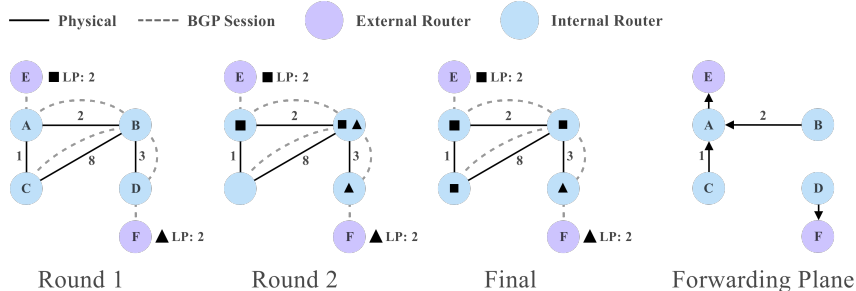 Physical BGP Session External Router Internal Router
E LP: 2 E LP: 2 E LP: 2 E
A 2 B 2 2 A 2 B
1 8 3 1 8 3 1 8 3 1
C D C D
F LP: 2 F LP: 2 F LP: 2 F
Round 1 Round 2 Final Forwarding Plane